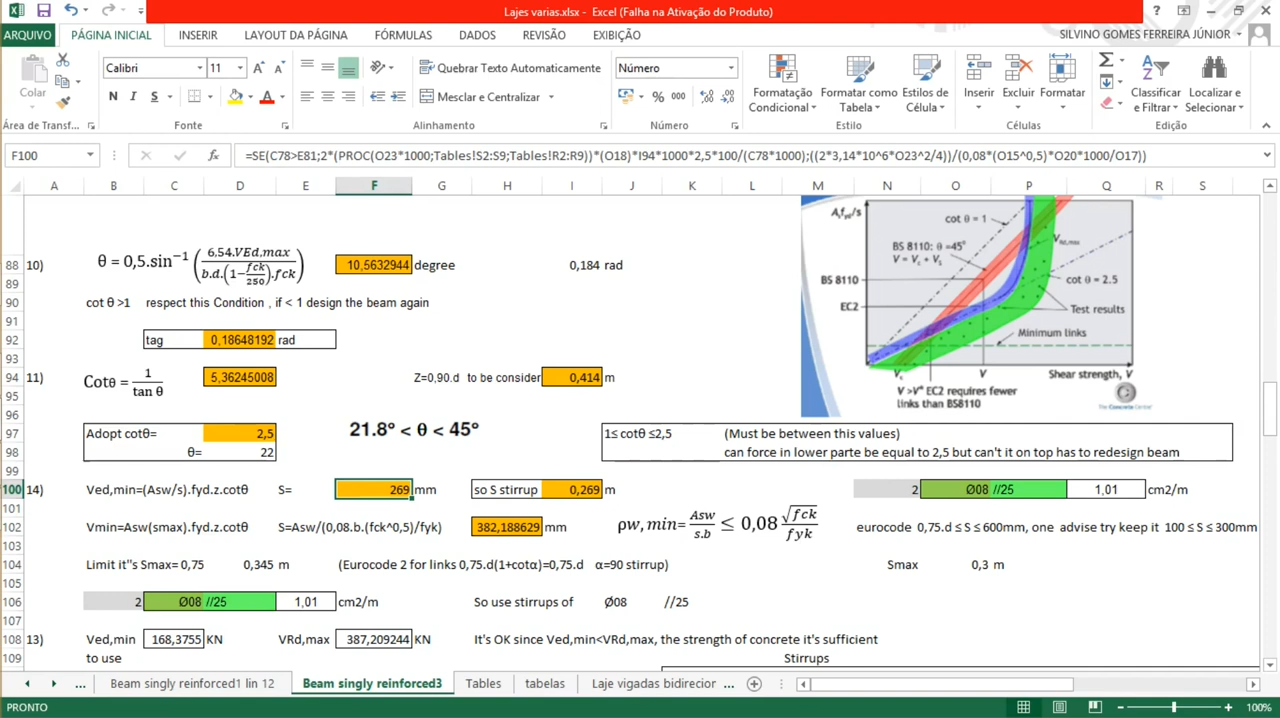 Lajes varias.xlsx - Excel (Falha na Ativação do Produto)
ARQUIVO PÁGINA INICIAL INSERIR LAYOUT DA PÁGINA FÓRMULAS DADOS REVISÃO EXIBIÇÃO SILVINO GOMES FERREIRA JÚNIOR
Calibri 11 Quebrar Texto Automaticamente Número
Colar N I S A Mesclar e Centralizar % 000 Formatação Condicional Formatar como Tabela Estilos de Célula Inserir Excluir Formatar Classificar e Filtrar Localizar e Selecionar
Área de Transf... Fonte Alinhamento Número Estilo Células Edição
F100 fx =SE(C78>E81;2*(PROC(O23*1000;Tables!S2:S9;Tables!R2:R9))*(O18)*I94*1000*2,5*100/(C78*1000);((2*3,14*10^6*O23^2/4))/(0,08*(O15^0,5)*O20*1000/O17))
A B C D E F G H I J K L M N O P Q R S
88 10) θ = 0,5.sin−1 (6,54.VEd,max / b.d.(1−fck/250).fck) 10,5632944 degree 0,184 rad
89
90 cot θ >1 respect this Condition , if < 1 design the beam again
91
92 tag 0,18648192 rad
93
94 11) Cotθ = 1 / tan θ 5,36245008 Z=0,90.d to be consider 0,414 m
95
96
97 Adopt cotθ= 2,5 21.8° < θ < 45° 1≤ cotθ ≤2,5 (Must be between this values)
98 θ= 22 can force in lower parte be equal to 2,5 but can't it on top has to redesign beam
99
100 14) Ved,min=(Asw/s).fyd.z.cotθ S= 269 mm so S stirrup 0,269 m 2 Ø08 //25 1,01 cm2/m
101
102 Vmin=Asw(smax).fyd.z.cotθ S=Asw/(0,08.b.(fck^0,5)/fyk) 382,188629 mm ρw,min= Asw / s.b ≤ 0,08 √fck / fyk eurocode 0,75.d ≤ S ≤ 600mm, one advise try keep it 100 ≤ S ≤ 300mm
103
104 Limit it"s Smax= 0,75 0,345 m (Eurocode 2 for links 0,75.d(1+cotα)=0,75.d α=90 stirrup) Smax 0,3 m
105
106 2 Ø08 //25 1,01 cm2/m So use stirrups of Ø08 //25
107
108 13) Ved,min 168,3755 KN VRd,max 387,209244 KN It's OK since Ved,min<VRd,max, the strength of concrete it's sufficient
109 to use Stirrups
cot θ = 1
BS 8110: θ =45°
V = Vc + Vs
VRd,max
BS 8110
cot θ = 2.5
EC2
Test results
Minimum links
Vc V Shear strength, V
V >V* EC2 requires fewer
links than BS8110
The Concrete Centre
... Beam singly reinforced1 lin 12 Beam singly reinforced3 Tables tabelas Laje vigadas bidirecior ...
PRONTO 100%